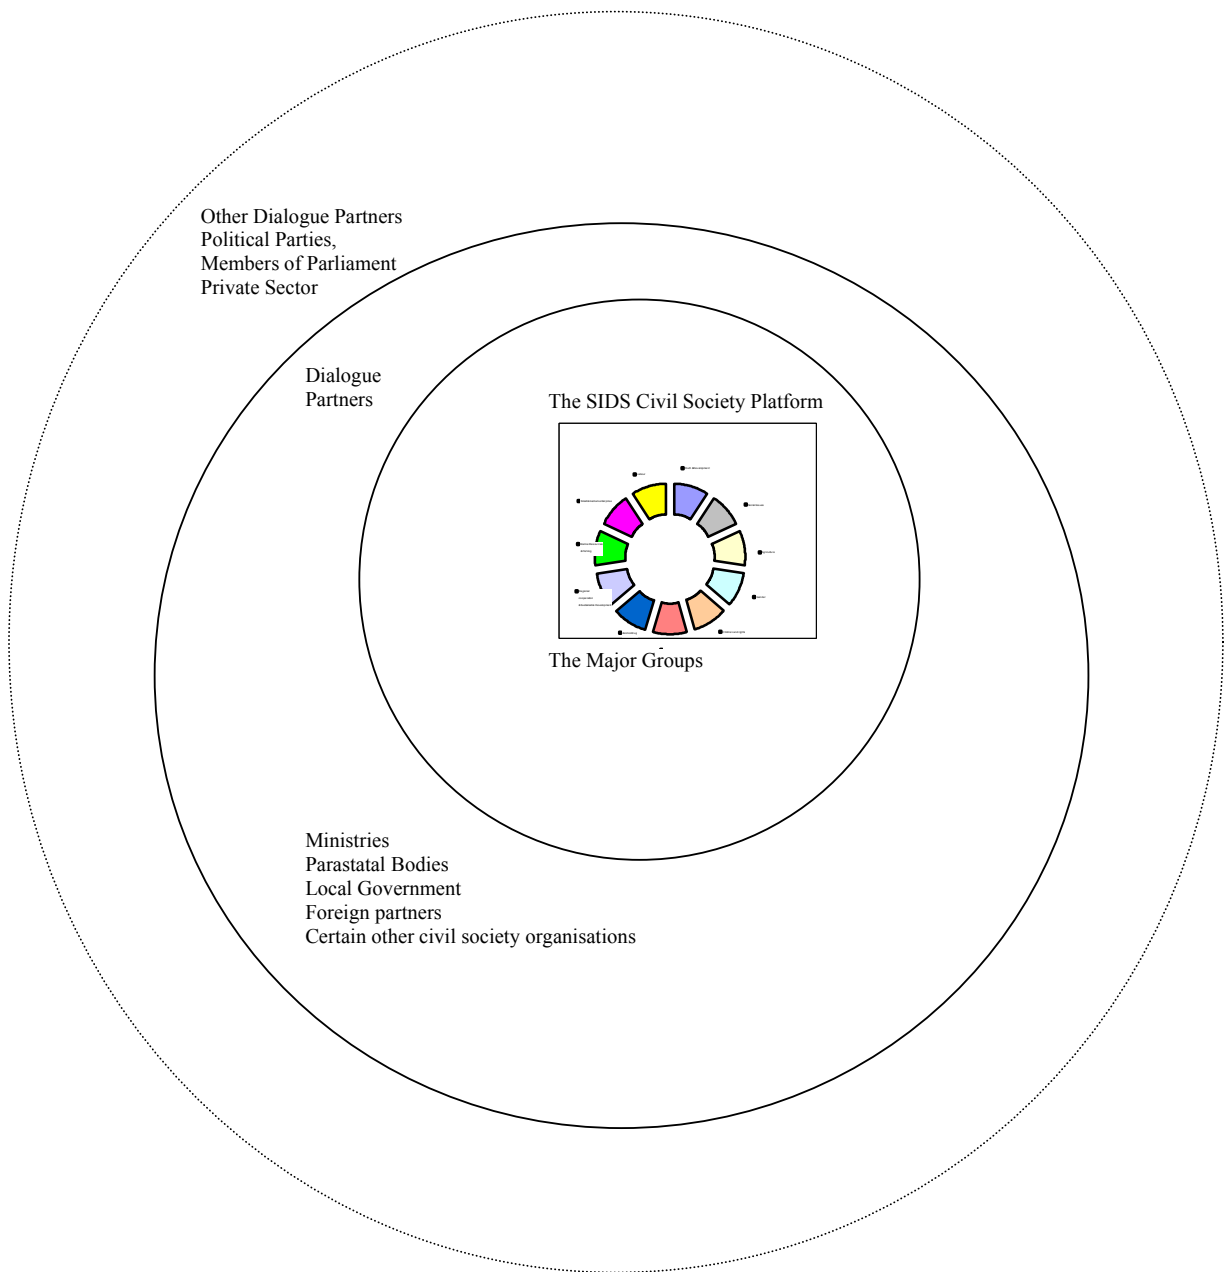 Other Dialogue Partners
Political Parties,
Members of Parliament
Private Sector
Dialogue
Partners
The SIDS Civil Society Platform
The Major Groups
Ministries
Parastatal Bodies
Local Government
Foreign partners
Certain other civil society organisations